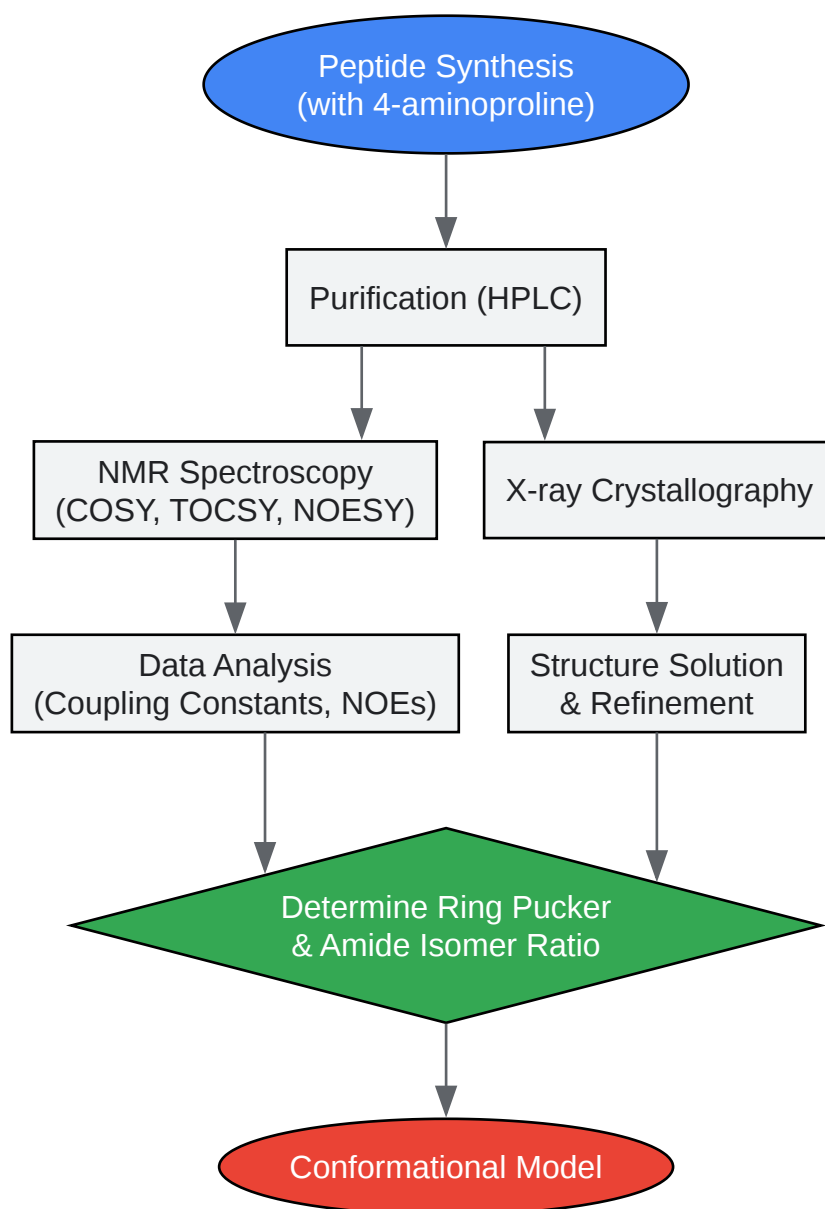 Peptide Synthesis
(with 4-aminoproline)
Purification (HPLC)
NMR Spectroscopy
(COSY, TOCSY, NOESY)
X-ray Crystallography
Data Analysis
(Coupling Constants, NOEs)
Structure Solution
& Refinement
Determine Ring Pucker
& Amide Isomer Ratio
Conformational Model